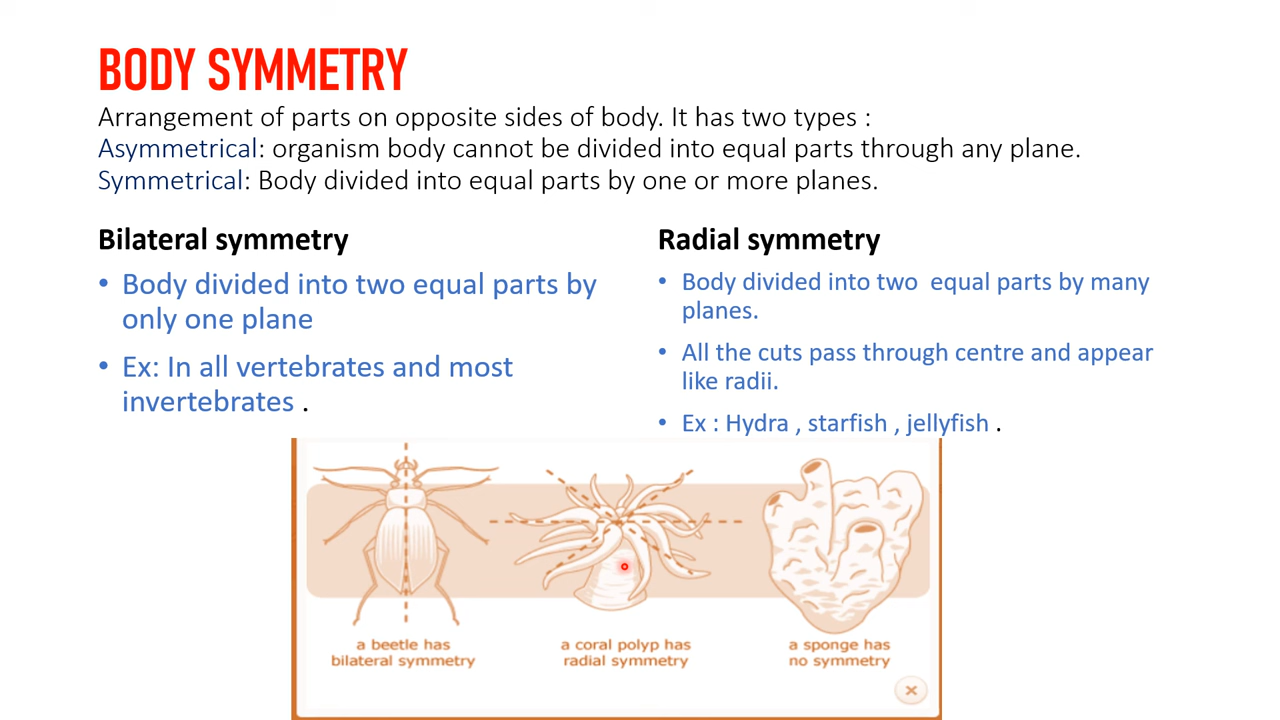 BODY SYMMETRY
Arrangement of parts on opposite sides of body. It has two types :
Asymmetrical: organism body cannot be divided into equal parts through any plane.
Symmetrical: Body divided into equal parts by one or more planes.
Bilateral symmetry
• Body divided into two equal parts by
only one plane
• Ex: In all vertebrates and most
invertebrates .
Radial symmetry
• Body divided into two  equal parts by many
planes.
• All the cuts pass through centre and appear
like radii.
• Ex : Hydra , starfish , jellyfish .
a beetle has
bilateral symmetry
a coral polyp has
radial symmetry
a sponge has
no symmetry